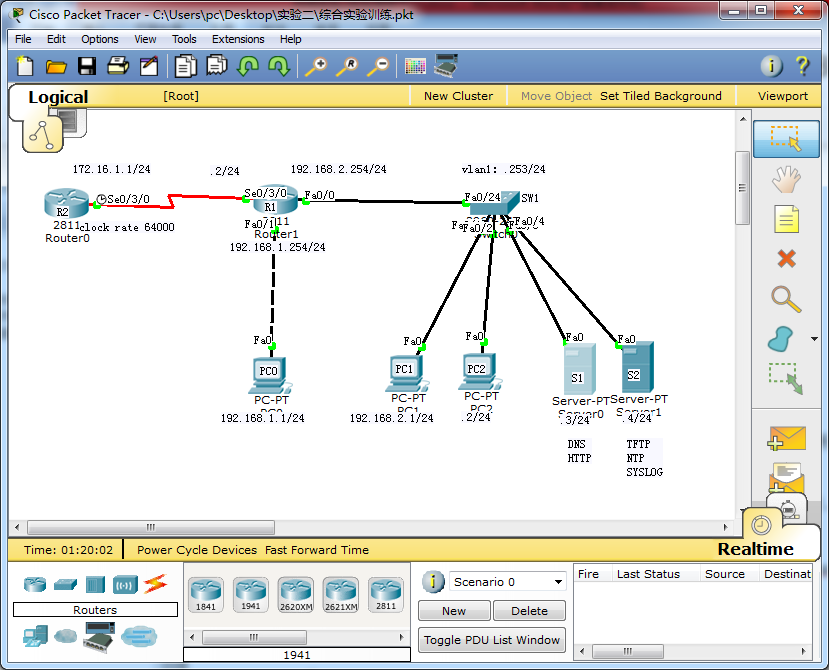 Cisco Packet Tracer - C:\Users\pc\Desktop\实验二\综合实验训练.pkt
File Edit Options View Tools Extensions Help
Logical [Root] New Cluster Move Object Set Tiled Background Viewport
172.16.1.1/24 .2/24 192.168.2.254/24 vlan1: .253/24
Se0/3/0 Se0/3/0 Fa0/0 Fa0/24 SW1
R2 R1
2811 clock rate 64000 Fa0/1 Fa0/2 Fa0/4
Router0 Router1
192.168.1.254/24
Fa0 Fa0 Fa0 Fa0 Fa0
PC0 PC1 PC2 S1 S2
PC-PT PC-PT PC-PT Server-PT Server-PT
PC0 PC1 PC2 Server0 Server1
192.168.1.1/24 192.168.2.1/24 .2/24 .3/24 .4/24
DNS TFTP
HTTP NTP
SYSLOG
Realtime
Time: 01:20:02 Power Cycle Devices Fast Forward Time
Routers
1841 1941 2620XM 2621XM 2811
1941
Scenario 0
New Delete
Toggle PDU List Window
Fire Last Status Source Destinat